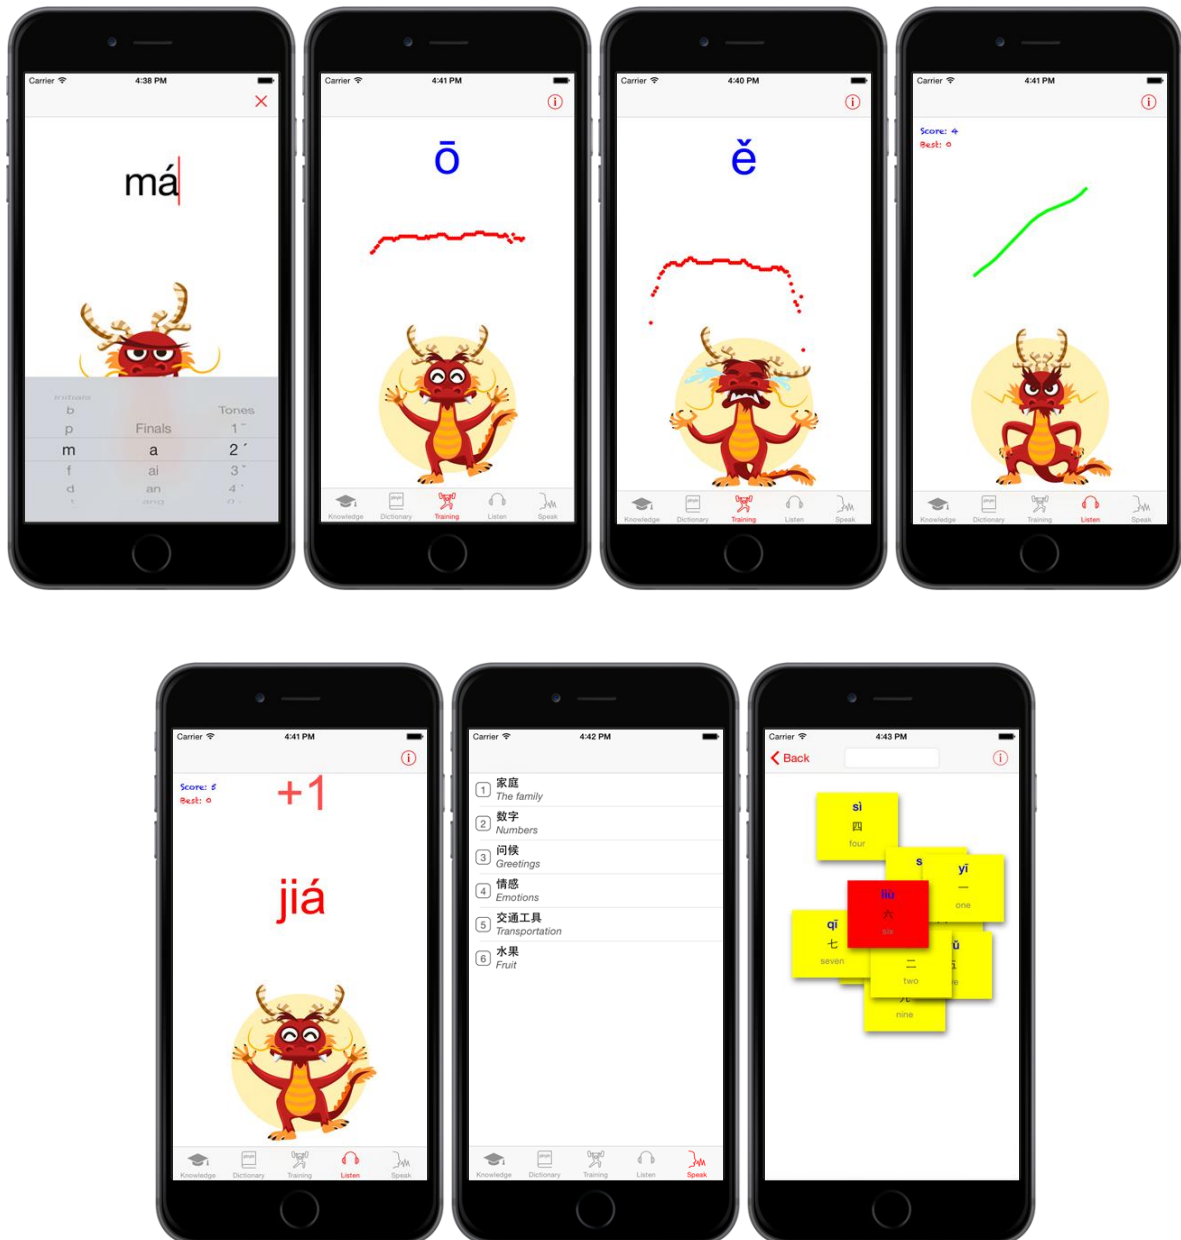 Carrier 4:38 PM
má
initials
b Tones
p Finals 1 ˉ
m a 2 ˊ
f ai 3 ˇ
d an 4 ˋ
ang
Carrier 4:41 PM
ō
Knowledge Dictionary Training Listen Speak
Carrier 4:40 PM
ě
Knowledge Dictionary Training Listen Speak
Carrier 4:41 PM
Score: 4
Best: 0
Knowledge Dictionary Training Listen Speak
Carrier 4:41 PM
Score: 5
Best: 0
+1
jiá
Knowledge Dictionary Training Listen Speak
Carrier 4:42 PM
1 家庭
The family
2 数字
Numbers
3 问候
Greetings
4 情感
Emotions
5 交通工具
Transportation
6 水果
Fruit
Knowledge Dictionary Training Listen Speak
Carrier 4:43 PM
Back
sì
四
four
yī
一
one
liù
六
six
qī
七
seven
二
two
nine